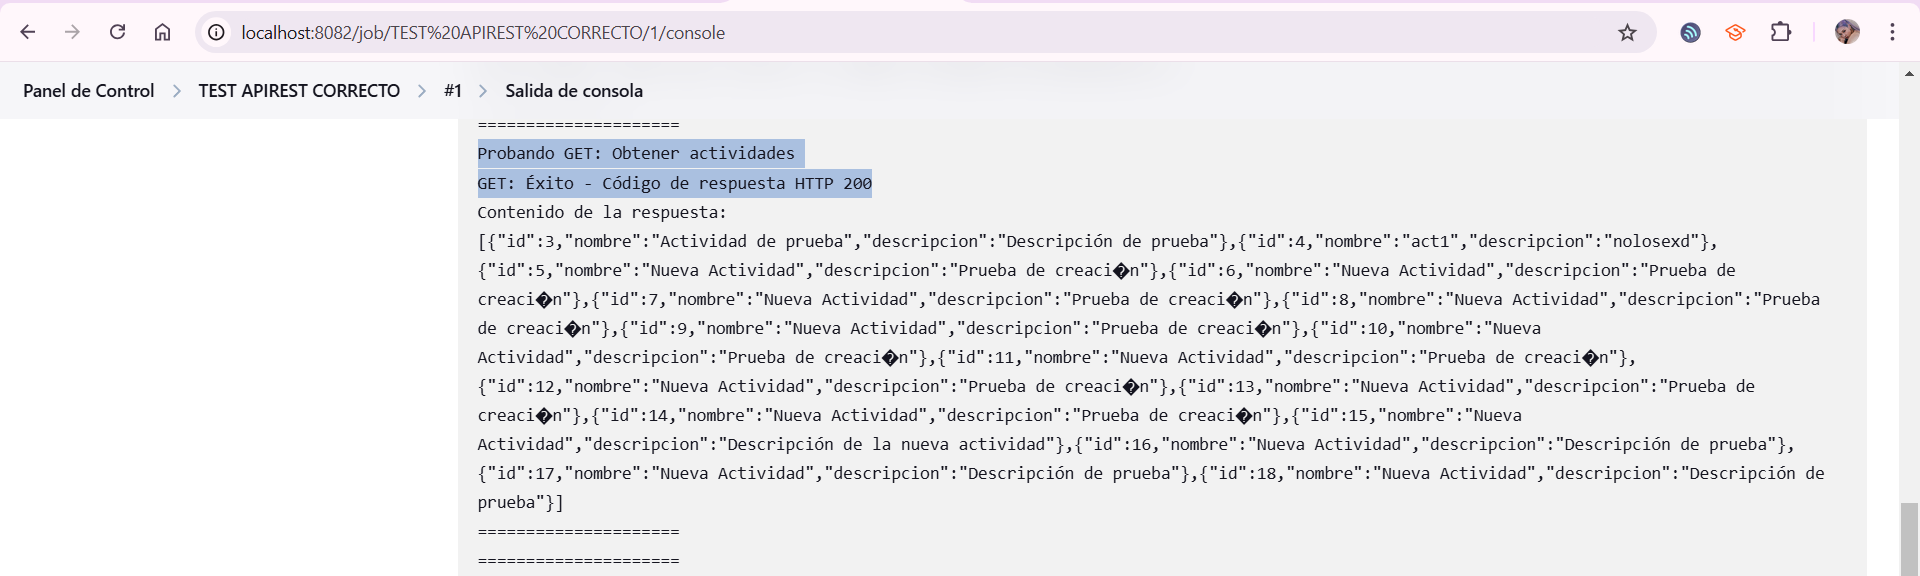 localhost:8082/job/TEST%20APIREST%20CORRECTO/1/console
Panel de Control > TEST APIREST CORRECTO > #1 > Salida de consola
=====================
Probando GET: Obtener actividades
GET: Éxito - Código de respuesta HTTP 200
Contenido de la respuesta:
[{"id":3,"nombre":"Actividad de prueba","descripcion":"Descripción de prueba"},{"id":4,"nombre":"act1","descripcion":"nolosexd"},
{"id":5,"nombre":"Nueva Actividad","descripcion":"Prueba de creaci�n"},{"id":6,"nombre":"Nueva Actividad","descripcion":"Prueba de
creaci�n"},{"id":7,"nombre":"Nueva Actividad","descripcion":"Prueba de creaci�n"},{"id":8,"nombre":"Nueva Actividad","descripcion":"Prueba
de creaci�n"},{"id":9,"nombre":"Nueva Actividad","descripcion":"Prueba de creaci�n"},{"id":10,"nombre":"Nueva
Actividad","descripcion":"Prueba de creaci�n"},{"id":11,"nombre":"Nueva Actividad","descripcion":"Prueba de creaci�n"},
{"id":12,"nombre":"Nueva Actividad","descripcion":"Prueba de creaci�n"},{"id":13,"nombre":"Nueva Actividad","descripcion":"Prueba de
creaci�n"},{"id":14,"nombre":"Nueva Actividad","descripcion":"Prueba de creaci�n"},{"id":15,"nombre":"Nueva
Actividad","descripcion":"Descripción de la nueva actividad"},{"id":16,"nombre":"Nueva Actividad","descripcion":"Descripción de prueba"},
{"id":17,"nombre":"Nueva Actividad","descripcion":"Descripción de prueba"},{"id":18,"nombre":"Nueva Actividad","descripcion":"Descripción de
prueba"}]
=====================
=====================